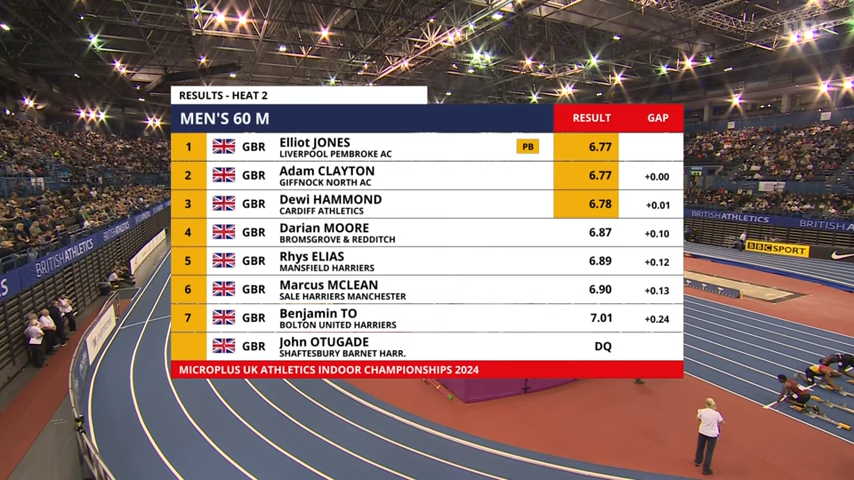 RESULTS - HEAT 2
MEN'S 60 M RESULT GAP
1 GBR Elliot JONES PB 6.77
LIVERPOOL PEMBROKE AC
2 GBR Adam CLAYTON 6.77 +0.00
GIFFNOCK NORTH AC
3 GBR Dewi HAMMOND 6.78 +0.01
CARDIFF ATHLETICS
4 GBR Darian MOORE 6.87 +0.10
BROMSGROVE & REDDITCH
5 GBR Rhys ELIAS 6.89 +0.12
MANSFIELD HARRIERS
6 GBR Marcus MCLEAN 6.90 +0.13
SALE HARRIERS MANCHESTER
7 GBR Benjamin TO 7.01 +0.24
BOLTON UNITED HARRIERS
GBR John OTUGADE DQ
SHAFTESBURY BARNET HARR.
MICROPLUS UK ATHLETICS INDOOR CHAMPIONSHIPS 2024
BRITISH ATHLETICS
BRITISH ATHLETICS
BBC SPORT